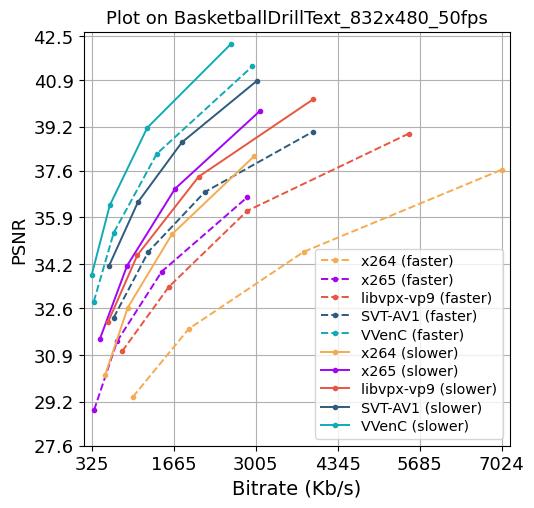 Plot on BasketballDrillText_832x480_50fps
42.5
40.9
39.2
37.6
35.9
34.2
32.6
30.9
29.2
27.6
PSNR
x264 (faster)
x265 (faster)
libvpx-vp9 (faster)
SVT-AV1 (faster)
VVenC (faster)
x264 (slower)
x265 (slower)
libvpx-vp9 (slower)
SVT-AV1 (slower)
VVenC (slower)
325 1665 3005 4345 5685 7024
Bitrate (Kb/s)